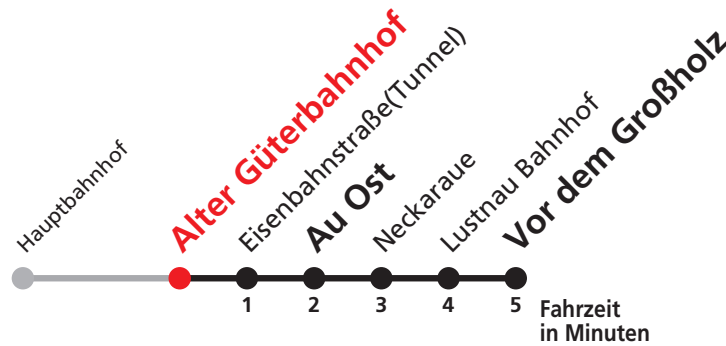 Hauptbahnhof
Alter Güterbahnhof
Eisenbahnstraße(Tunnel)
Au Ost
Neckaraue
Lustnau Bahnhof
Vor dem Großholz
1 2 3 4 5
Fahrzeit
in Minuten